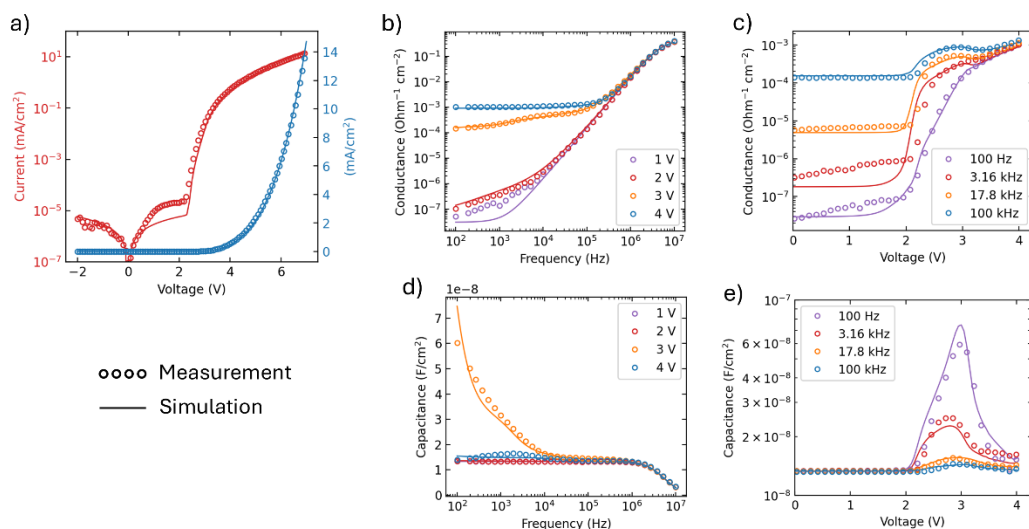 a)
10¹
10⁻¹
10⁻³
10⁻⁵
10⁻⁷
Current (mA/cm²)
14
12
10
8
6
4
2
0
(mA/cm²)
−2 0 2 4 6
Voltage (V)
b)
10⁻¹
10⁻²
10⁻³
10⁻⁴
10⁻⁵
10⁻⁶
10⁻⁷
Conductance (Ohm⁻¹ cm⁻²)
1 V
2 V
3 V
4 V
10² 10³ 10⁴ 10⁵ 10⁶ 10⁷
Frequency (Hz)
c)
10⁻³
10⁻⁴
10⁻⁵
10⁻⁶
10⁻⁷
Conductance (Ohm⁻¹ cm⁻²)
100 Hz
3.16 kHz
17.8 kHz
100 kHz
0 1 2 3 4
Voltage (V)
Measurement
Simulation
d)
1e−8
7
6
5
4
3
2
1
0
Capacitance (F/cm²)
1 V
2 V
3 V
4 V
10² 10³ 10⁴ 10⁵ 10⁶ 10⁷
Frequency (Hz)
e)
10⁻⁷
6 × 10⁻⁸
4 × 10⁻⁸
3 × 10⁻⁸
2 × 10⁻⁸
10⁻⁸
Capacitance (F/cm²)
100 Hz
3.16 kHz
17.8 kHz
100 kHz
0 1 2 3 4
Voltage (V)